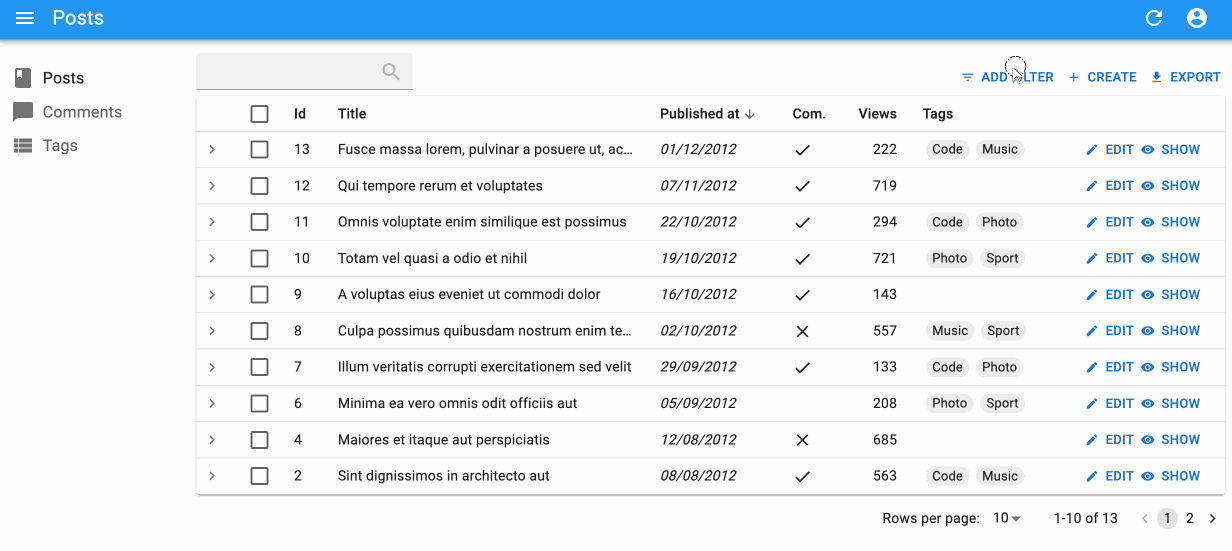 Posts
Posts
Comments
Tags
ADD FILTER CREATE EXPORT
Id Title Published at Com. Views Tags
13 Fusce massa lorem, pulvinar a posuere ut, ac... 01/12/2012 222 Code Music EDIT SHOW
12 Qui tempore rerum et voluptates 07/11/2012 719 EDIT SHOW
11 Omnis voluptate enim similique est possimus 22/10/2012 294 Code Photo EDIT SHOW
10 Totam vel quasi a odio et nihil 19/10/2012 721 Photo Sport EDIT SHOW
9 A voluptas eius eveniet ut commodi dolor 16/10/2012 143 EDIT SHOW
8 Culpa possimus quibusdam nostrum enim te... 02/10/2012 557 Music Sport EDIT SHOW
7 Illum veritatis corrupti exercitationem sed velit 29/09/2012 133 Code Photo EDIT SHOW
6 Minima ea vero omnis odit officiis aut 05/09/2012 208 Photo Sport EDIT SHOW
4 Maiores et itaque aut perspiciatis 12/08/2012 685 EDIT SHOW
2 Sint dignissimos in architecto aut 08/08/2012 563 Code Music EDIT SHOW
Rows per page: 10 1-10 of 13 1 2